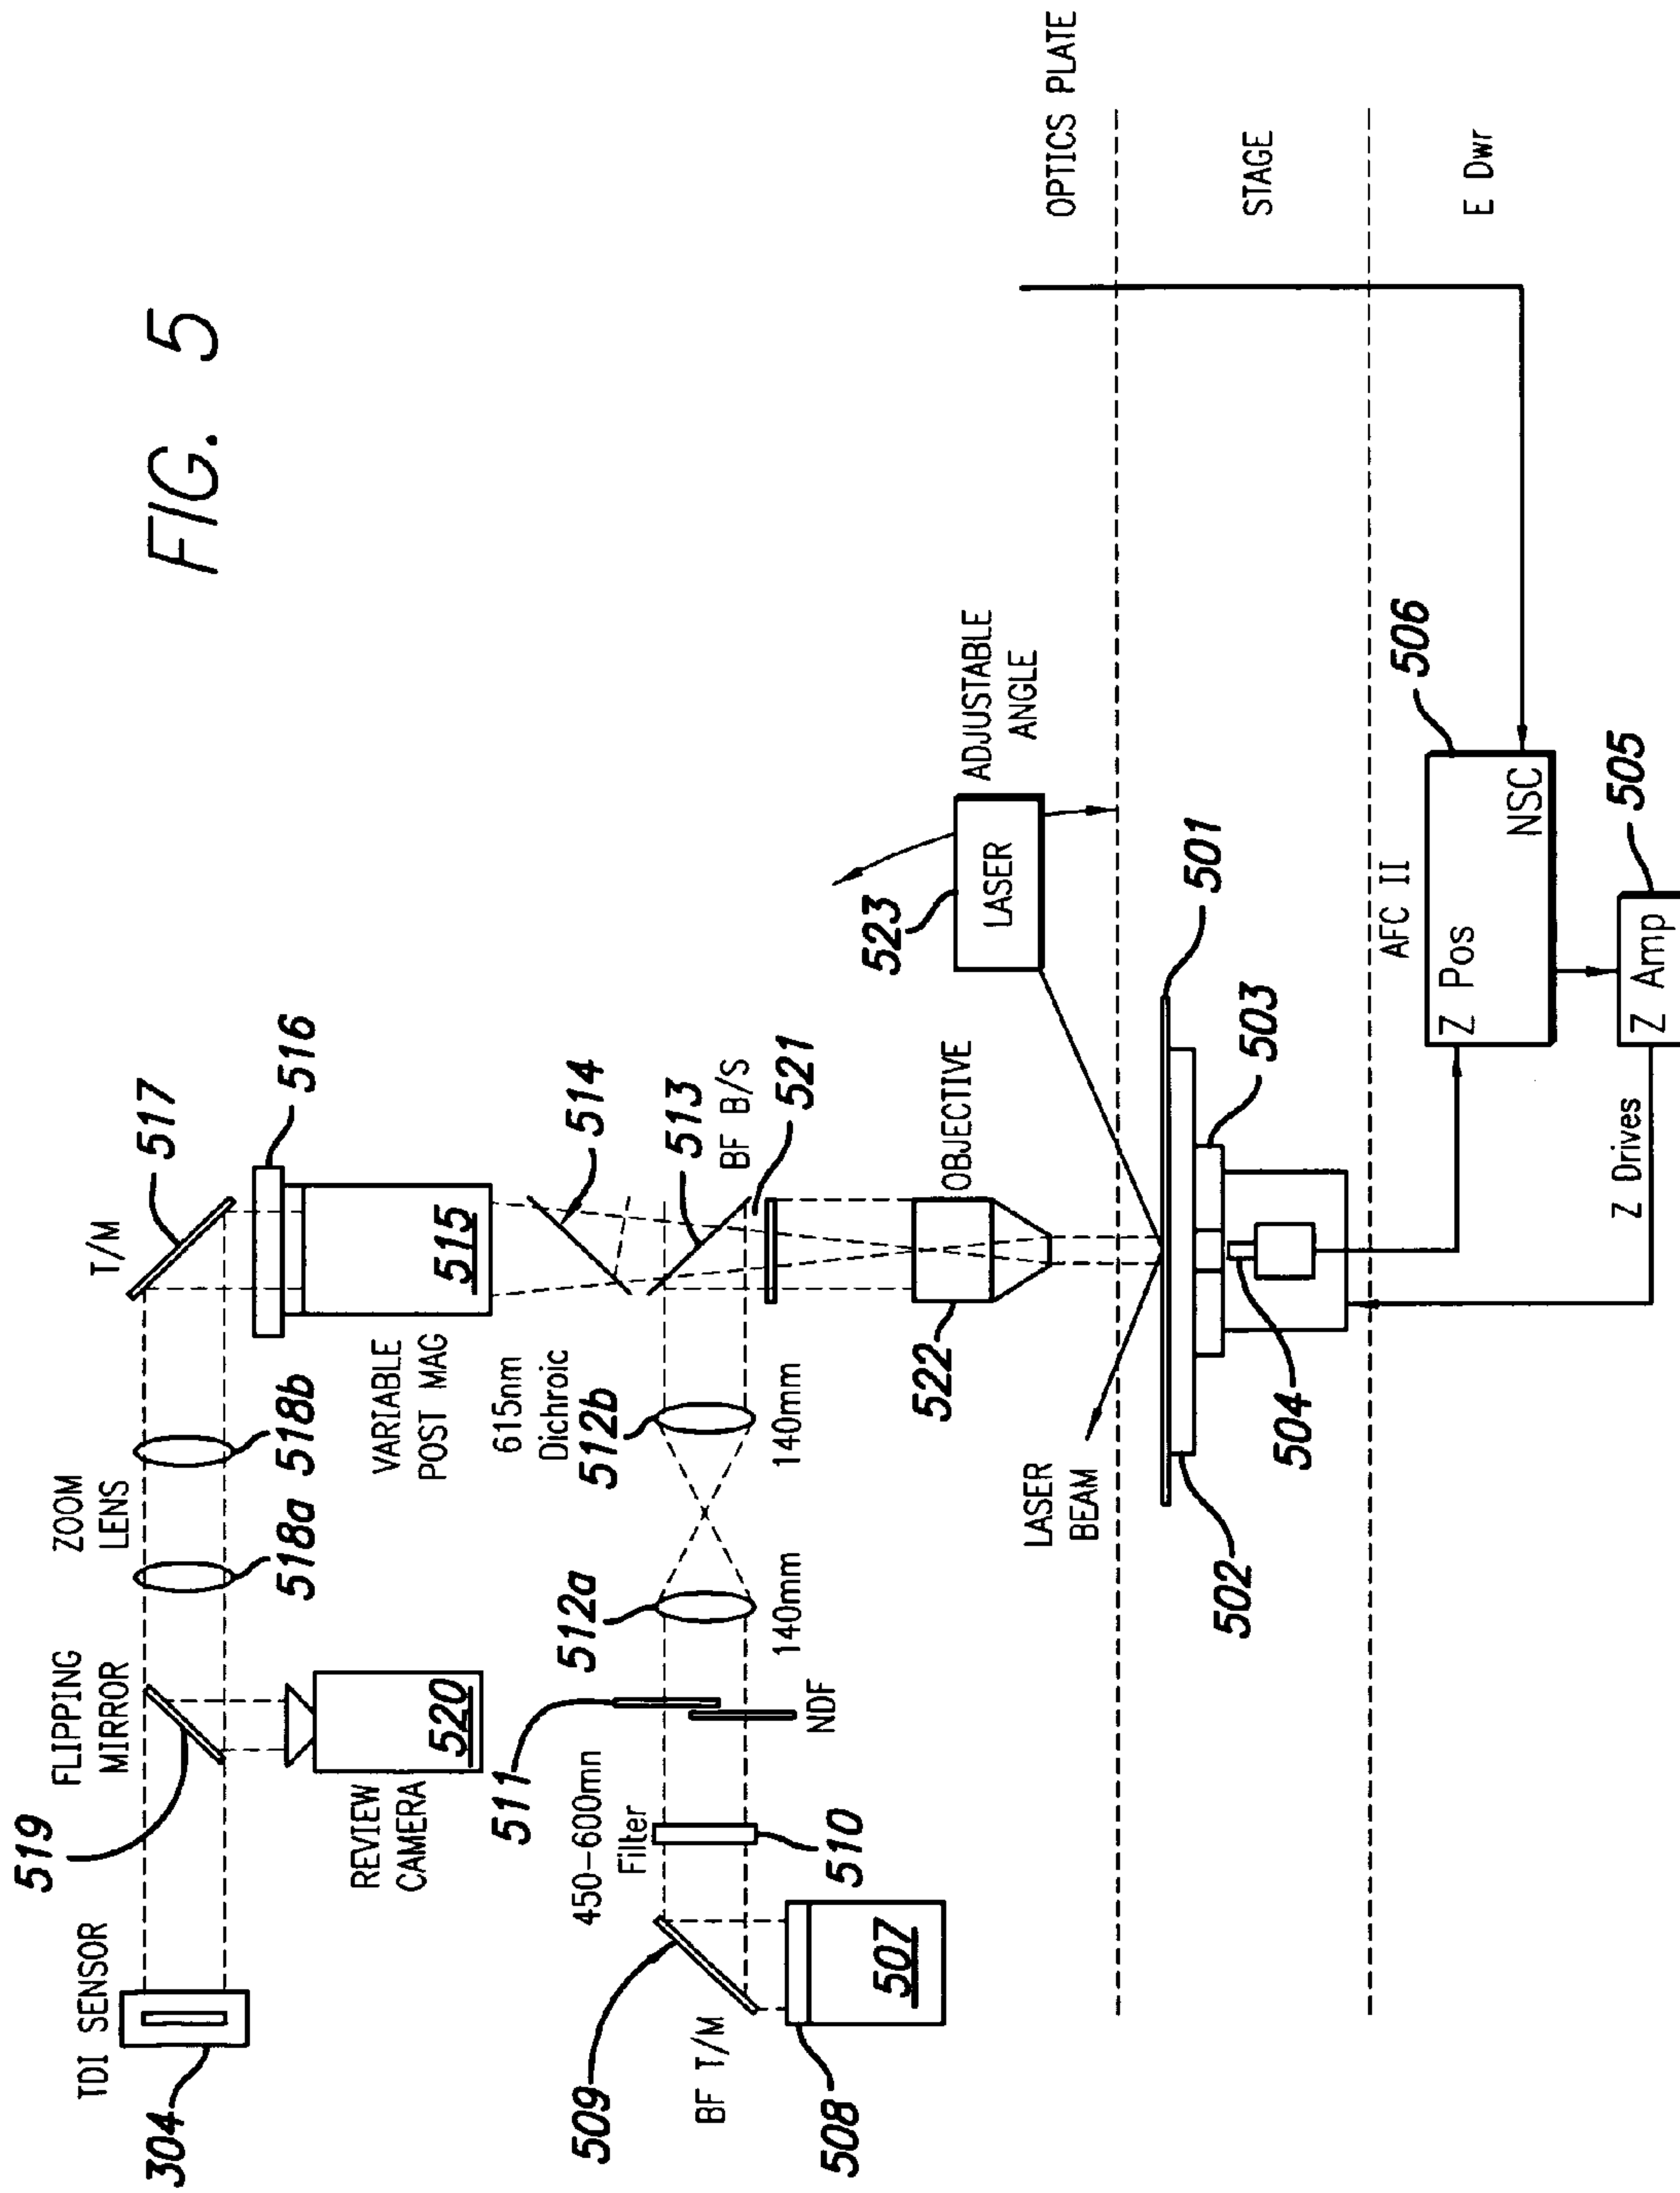 FIG. 5
TDI SENSOR
304
519
FLIPPING
MIRROR
ZOOM
LENS
518a
518b
T/M
517
516
REVIEW
CAMERA
520
VARIABLE
POST MAG
515
514
615nm
Dichroic
513
BF B/S
521
512b
140mm
512a
140mm
511
NDF
450-600mn
Filter
510
509
BF T/M
508
507
OBJECTIVE
522
523
LASER
ADJUSTABLE
ANGLE
LASER
BEAM
OPTICS PLATE
501
502
503
504
STAGE
E Dwr
AFC II
506
Z Pos
NSC
505
Z Amp
Z Drives